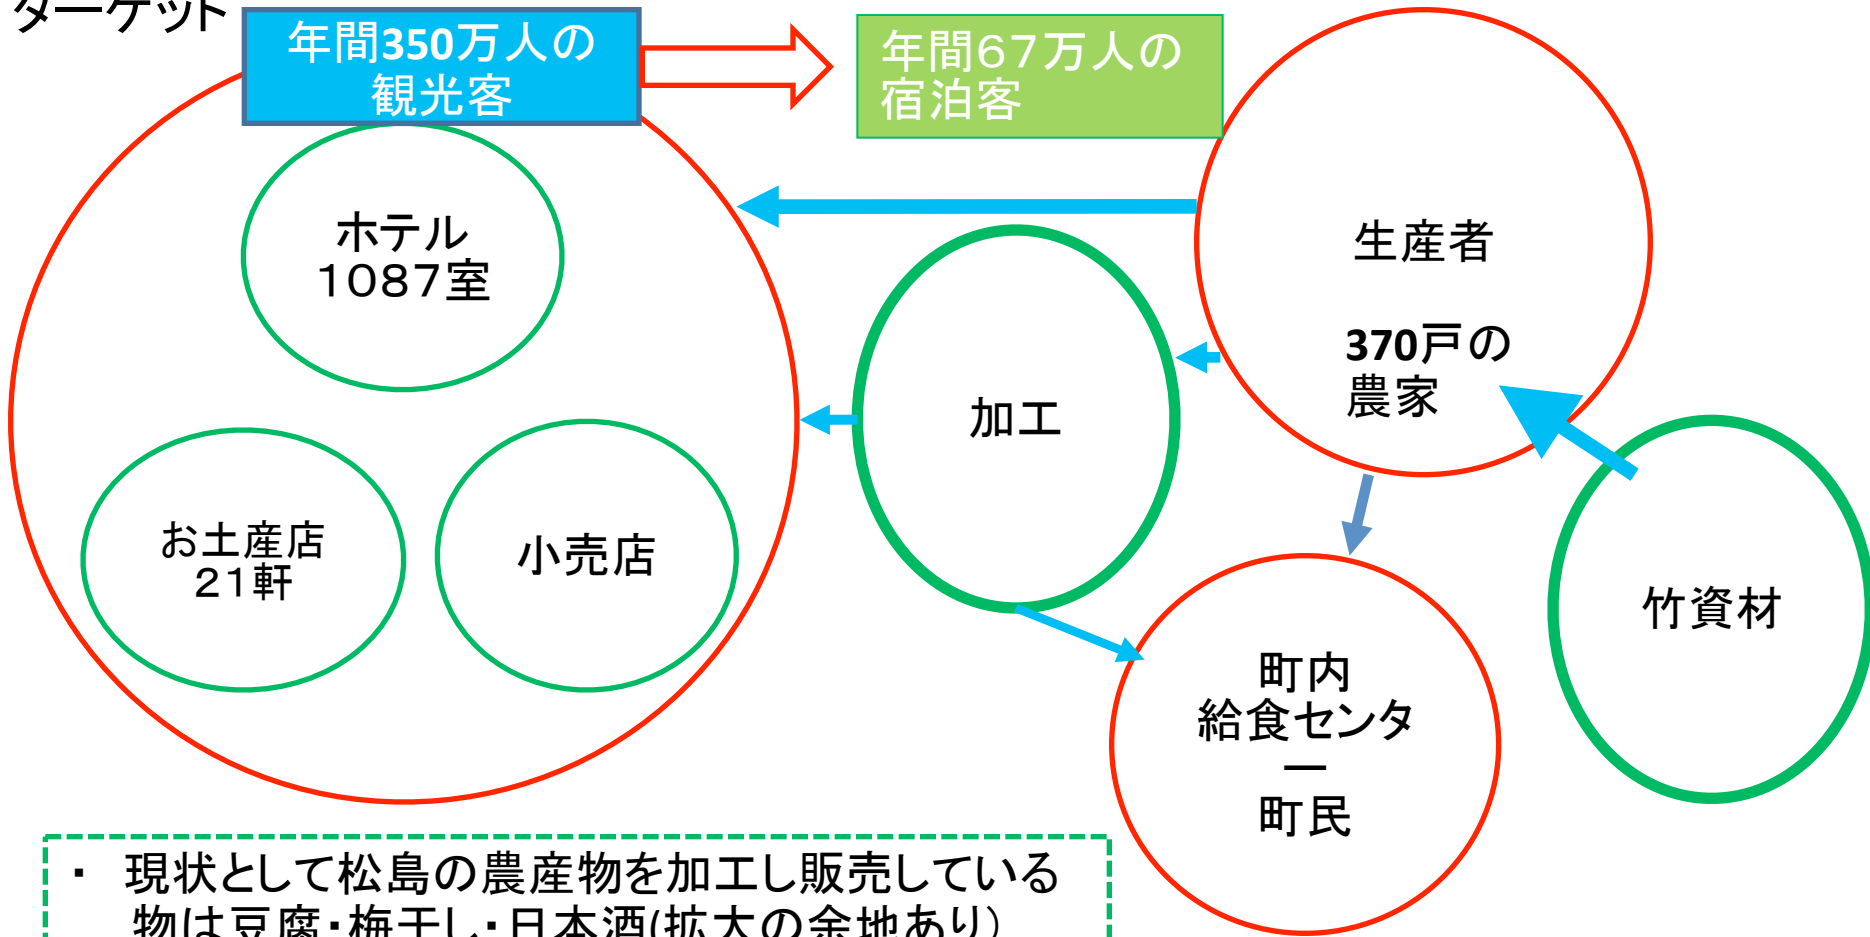 ターゲット
年間350万人の
観光客
年間67万人の
宿泊客
ホテル
1087室
生産者
370戸の
農家
加工
お土産店
21軒
小売店
竹資材
町内
給食センタ
ー
町民
・ 現状として松島の農産物を加工し販売している
物は豆腐・梅干し・日本酒(拡大の余地あり)